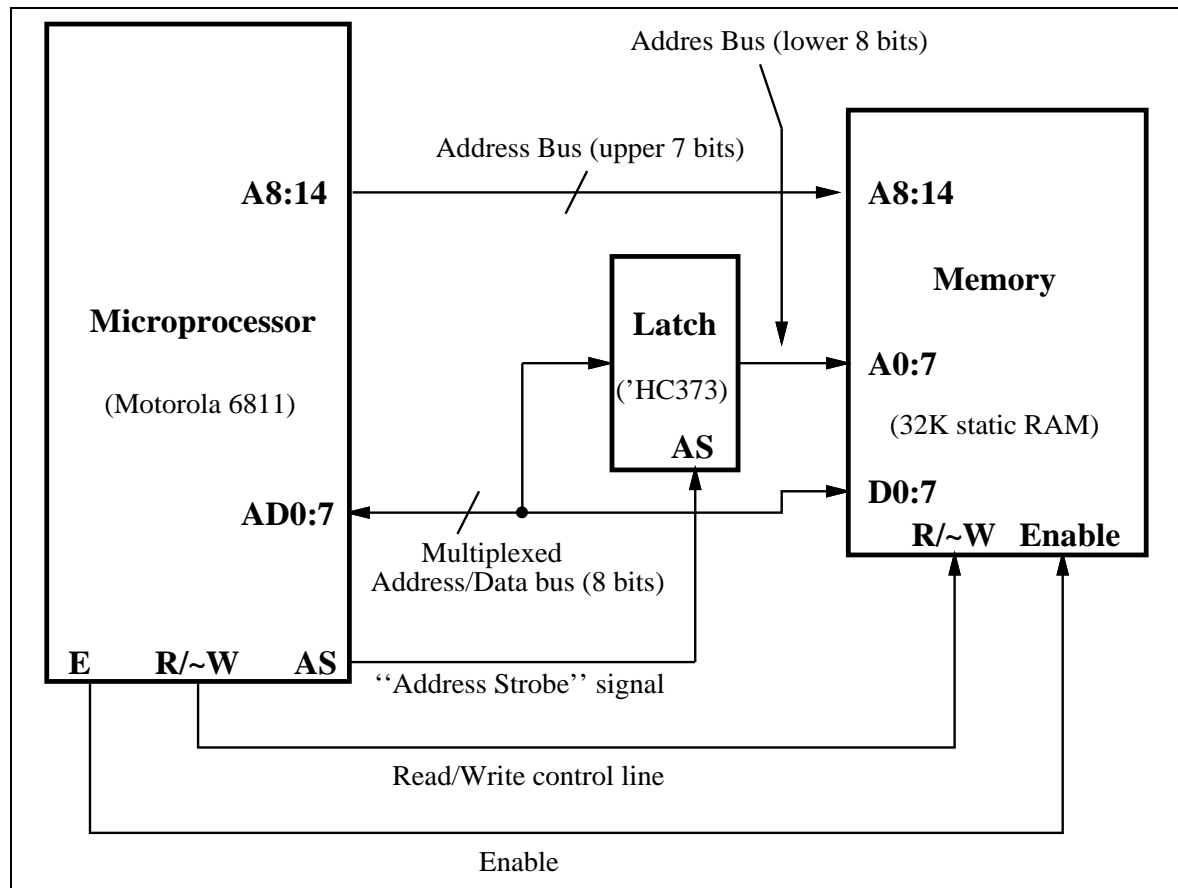 Addres Bus (lower 8 bits)
Address Bus (upper 7 bits)
A8:14
A8:14
Memory
Microprocessor
Latch
A0:7
(Motorola 6811)
('HC373)
(32K static RAM)
AS
D0:7
AD0:7
R/~W Enable
Multiplexed
Address/Data bus (8 bits)
E R/~W AS
‘‘Address Strobe’’ signal
Read/Write control line
Enable